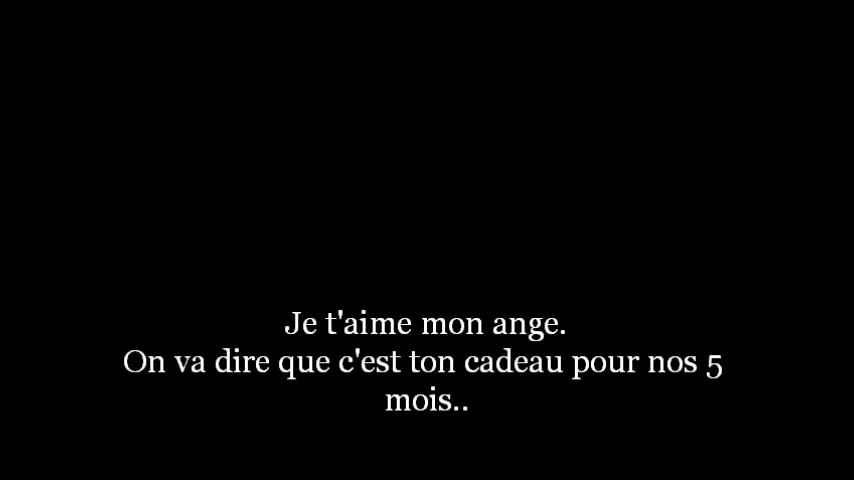 Je t'aime mon ange.
On va dire que c'est ton cadeau pour nos 5
mois..